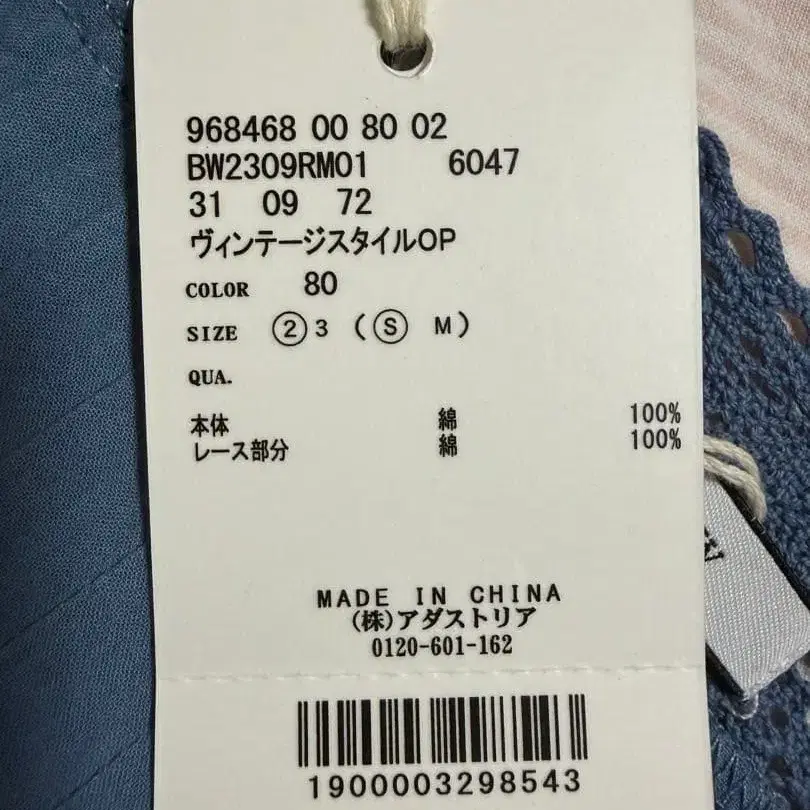 968468 00 80 02
BW2309RM01 6047
31 09 72
ヴィンテージスタイルOP
COLOR 80
SIZE ②3 (Ⓢ M)
QUA.
本体 綿 100%
レース部分 綿 100%
MADE IN CHINA
(株)アダストリア
0120-601-162
1900003298543